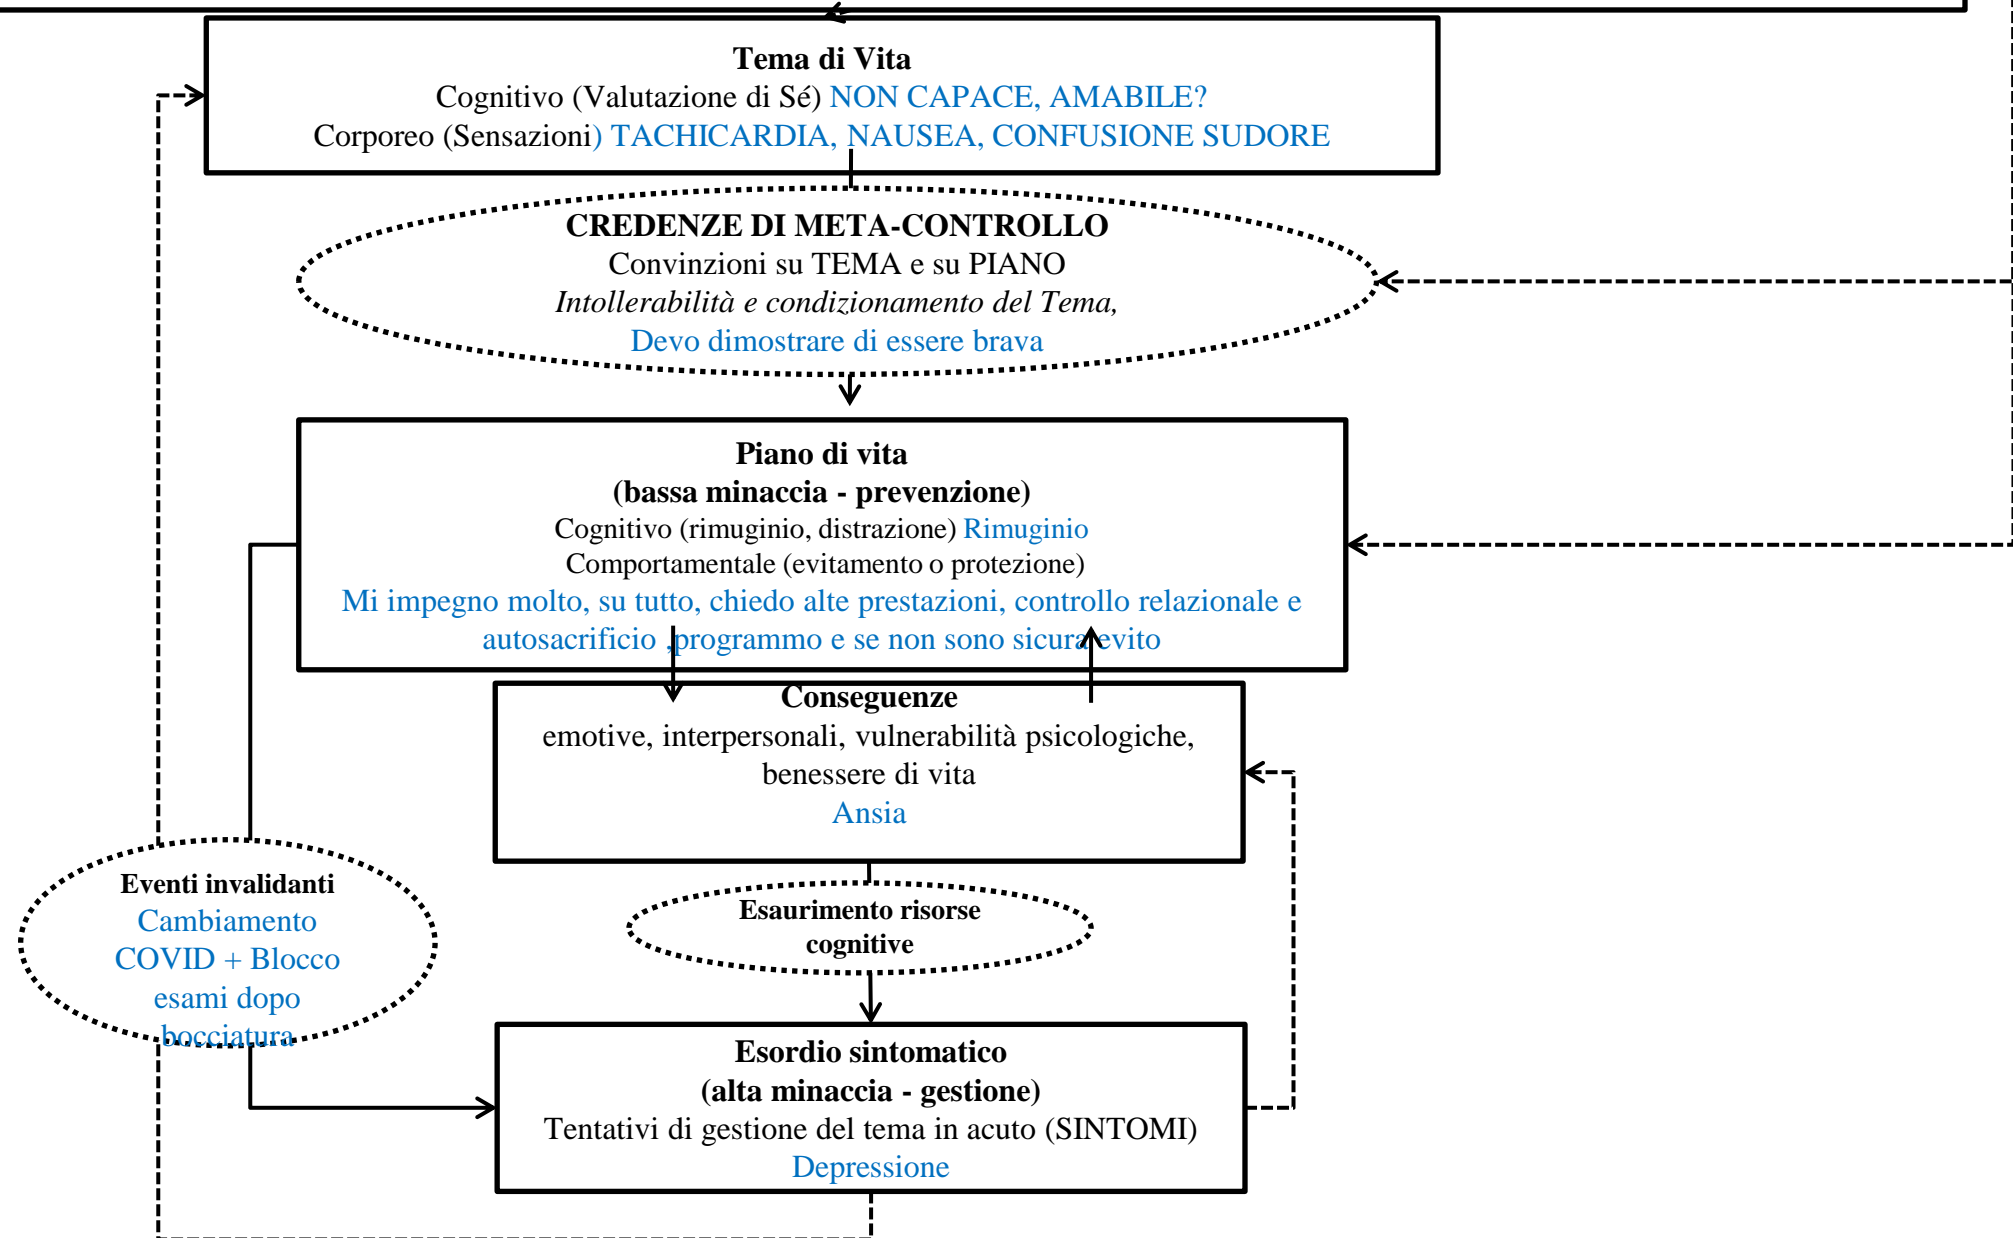 Tema di Vita
Cognitivo (Valutazione di Sé) NON CAPACE, AMABILE?
Corporeo (Sensazioni) TACHICARDIA, NAUSEA, CONFUSIONE SUDORE
CREDENZE DI META-CONTROLLO
Convinzioni su TEMA e su PIANO
Intollerabilità e condizionamento del Tema,
Devo dimostrare di essere brava
Piano di vita
(bassa minaccia - prevenzione)
Cognitivo (rimuginio, distrazione) Rimuginio
Comportamentale (evitamento o protezione)
Mi impegno molto, su tutto, chiedo alte prestazioni, controllo relazionale e
autosacrificio ,programmo e se non sono sicura evito
Conseguenze
emotive, interpersonali, vulnerabilità psicologiche,
benessere di vita
Ansia
Eventi invalidanti
Cambiamento
COVID + Blocco
esami dopo
bocciatura
Esaurimento risorse
cognitive
Esordio sintomatico
(alta minaccia - gestione)
Tentativi di gestione del tema in acuto (SINTOMI)
Depressione